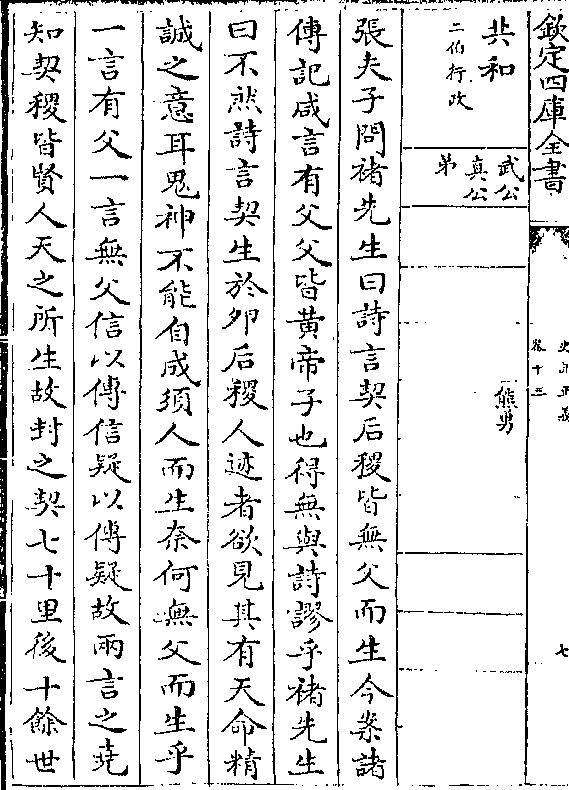 欽定四庫全書
史記正義
卷十三
七
共和
二伯行政
武公
真公
弟
熊勇
張夫子問褚先生曰詩言契后稷皆無父而生今案諸
傳記咸言有父父皆黃帝子也得無與詩謬乎褚先生
曰不然詩言契生於卵后稷人迹者欲見其有天命精
誠之意耳鬼神不能自成須人而生奈何無父而生乎
一言有父一言無父信以傳信疑以傳疑故兩言之堯
知契稷皆賢人天之所生故封之契七十里後十餘世